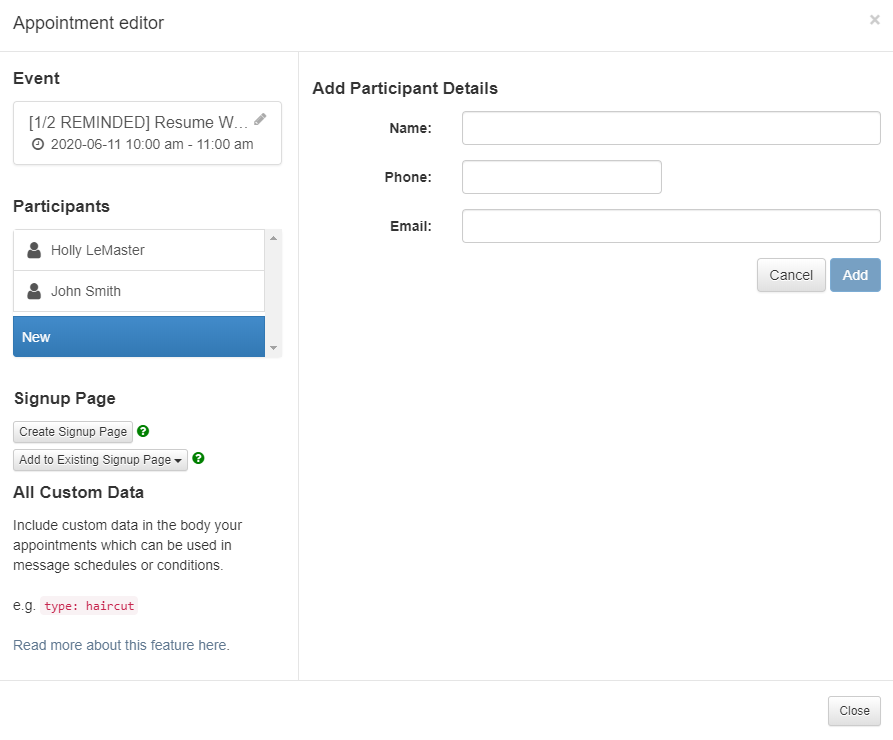 Appointment editor
×
Event
[1/2 REMINDED] Resume W...
2020-06-11 10:00 am - 11:00 am
Participants
Holly LeMaster
John Smith
New
Signup Page
Create Signup Page ?
Add to Existing Signup Page ?
All Custom Data
Include custom data in the body your
appointments which can be used in
message schedules or conditions.
e.g. type: haircut
Read more about this feature here.
Add Participant Details
Name:
Phone:
Email:
Cancel Add
Close